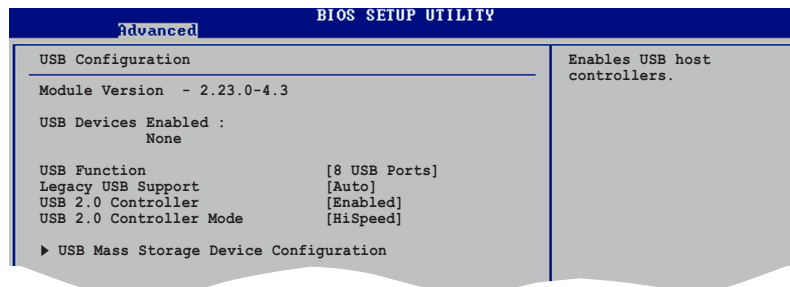 BIOS SETUP UTILITY
Advanced
USB Configuration
Module Version - 2.23.0-4.3
USB Devices Enabled :
None
USB Function [8 USB Ports]
Legacy USB Support [Auto]
USB 2.0 Controller [Enabled]
USB 2.0 Controller Mode [HiSpeed]
USB Mass Storage Device Configuration
Enables USB host
controllers.